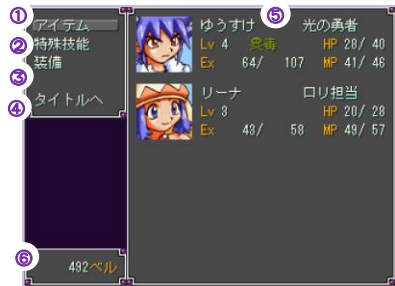 ① アイテム
② 特殊技能
③ 装備
④ タイトルへ
⑤
ゆうすけ 光の勇者
Lv 4 HP 28/ 40
Ex 64/ 107 MP 41/ 46
リーナ ロリ担当
Lv 3 HP 20/ 28
Ex 43/ 58 MP 49/ 57
⑥ 492ベル